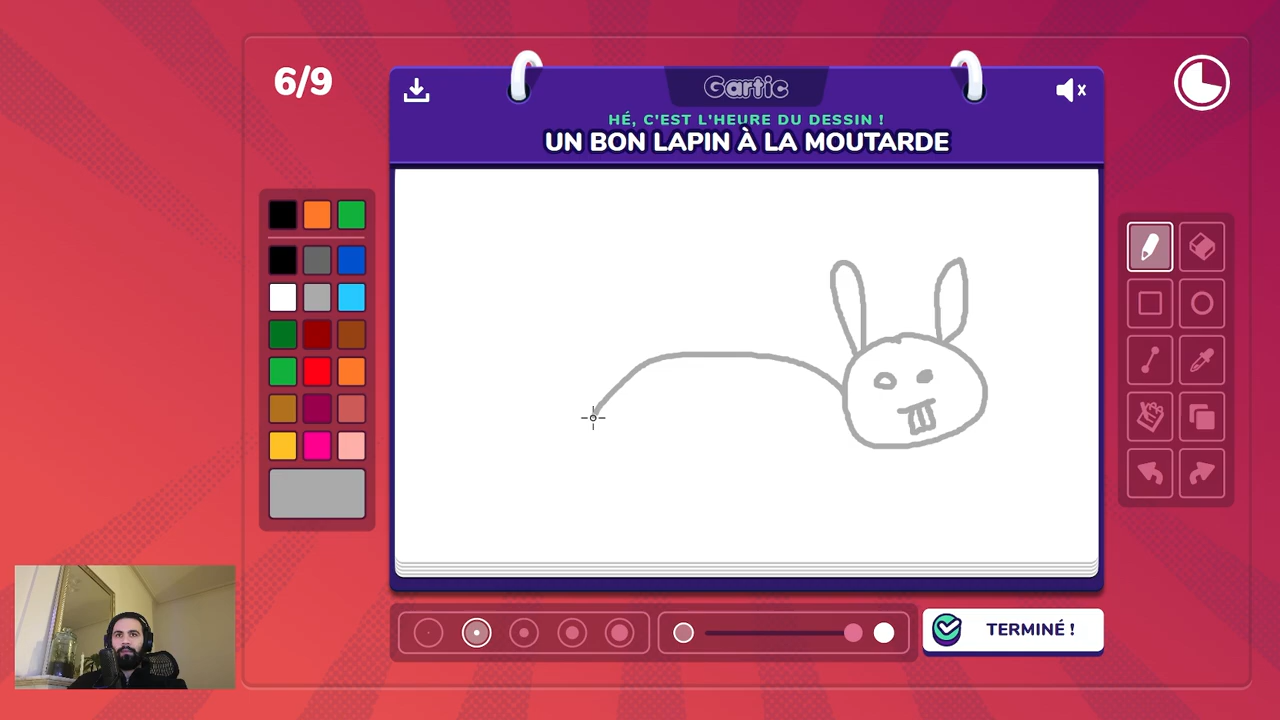 6/9
Gartic
HÉ, C'EST L'HEURE DU DESSIN !
UN BON LAPIN À LA MOUTARDE
TERMINÉ !